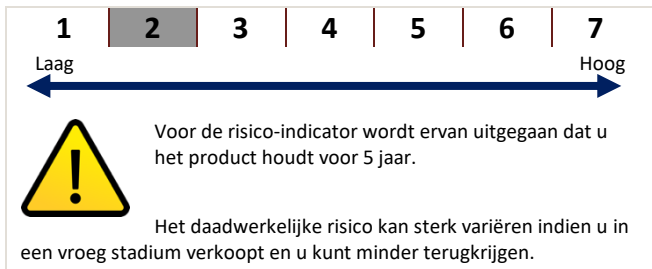 1 2 3 4 5 6 7
Laag Hoog
Voor de risico-indicator wordt ervan uitgegaan dat u
het product houdt voor 5 jaar.
Het daadwerkelijke risico kan sterk variëren indien u in
een vroeg stadium verkoopt en u kunt minder terugkrijgen.